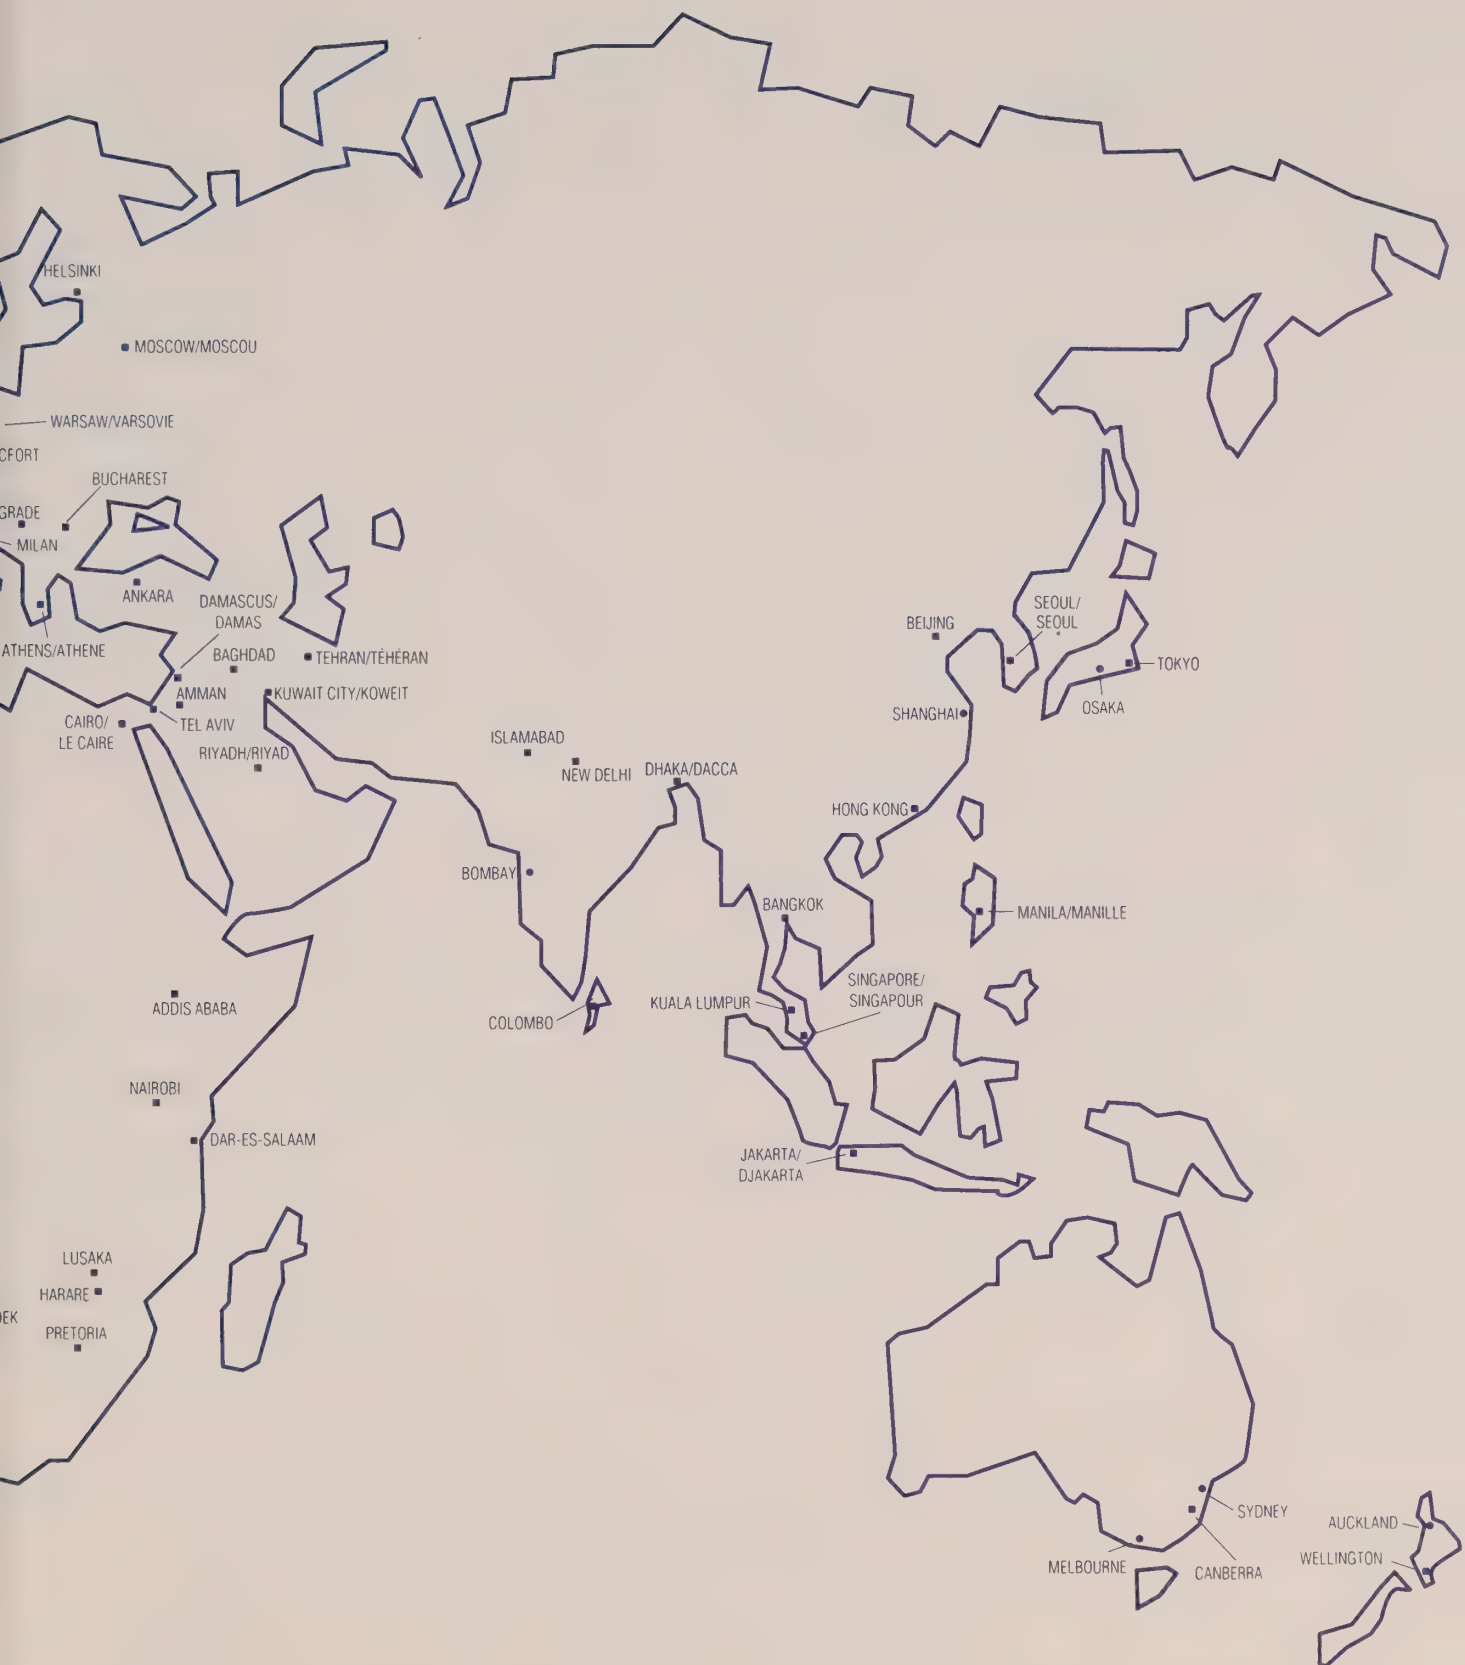 HELSINKI
MOSCOW/MOSCOU
WARSAW/VARSOVIE
CFORT
BUCHAREST
GRADE
MILAN
ANKARA
DAMASCUS/
DAMAS
ATHENS/ATHENE
BAGHDAD
TEHRAN/TÉHÉRAN
AMMAN
KUWAIT CITY/KOWEIT
CAIRO/
LE CAIRE
TEL AVIV
RIYADH/RIYAD
ISLAMABAD
NEW DELHI
DHAKA/DACCA
BEIJING
SEOUL/
SÉOUL
TOKYO
OSAKA
SHANGHAI
HONG KONG
BOMBAY
BANGKOK
MANILA/MANILLE
ADDIS ABABA
COLOMBO
KUALA LUMPUR
SINGAPORE/
SINGAPOUR
NAIROBI
DAR-ES-SALAAM
JAKARTA/
DJAKARTA
LUSAKA
HARARE
EK
PRETORIA
SYDNEY
MELBOURNE
CANBERRA
AUCKLAND
WELLINGTON